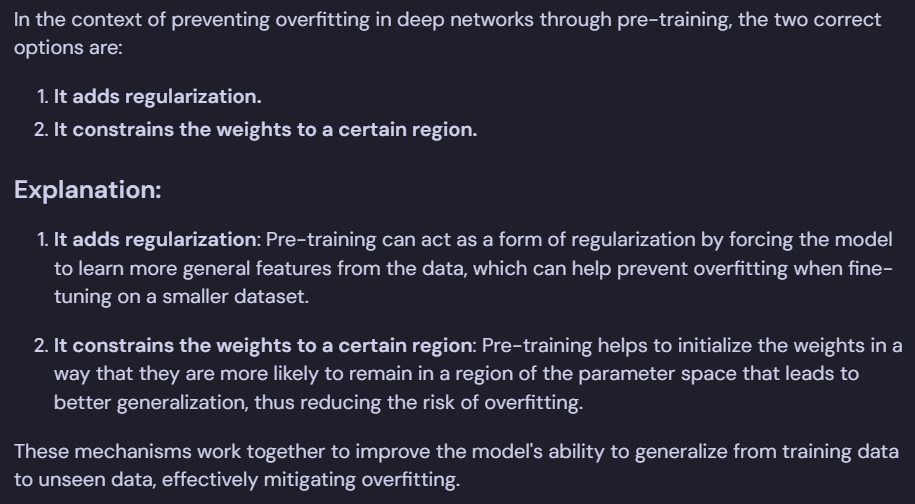 In the context of preventing overfitting in deep networks through pre-training, the two correct
options are:
1. It adds regularization.
2. It constrains the weights to a certain region.
Explanation:
1. It adds regularization: Pre-training can act as a form of regularization by forcing the model
to learn more general features from the data, which can help prevent overfitting when fine-
tuning on a smaller dataset.
2. It constrains the weights to a certain region: Pre-training helps to initialize the weights in a
way that they are more likely to remain in a region of the parameter space that leads to
better generalization, thus reducing the risk of overfitting.
These mechanisms work together to improve the model's ability to generalize from training data
to unseen data, effectively mitigating overfitting.